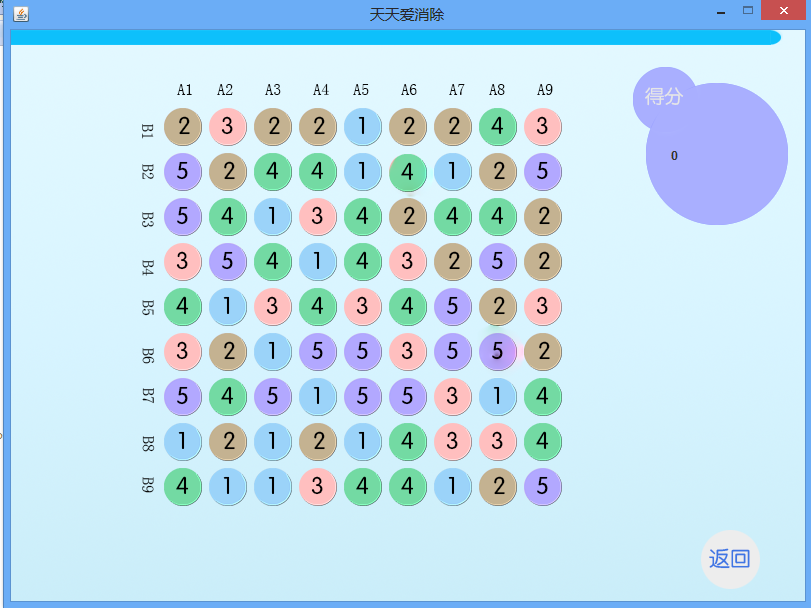 天天爱消除
A1 A2 A3 A4 A5 A6 A7 A8 A9
得分
B1 2 3 2 2 1 2 2 4 3
0
B2 5 2 4 4 1 4 1 2 5
B3 5 4 1 3 4 2 4 4 2
B4 3 5 4 1 4 3 2 5 2
B5 4 1 3 4 3 4 5 2 3
B6 3 2 1 5 5 3 5 5 2
B7 5 4 5 1 5 5 3 1 4
B8 1 2 1 2 1 4 3 3 4
B9 4 1 1 3 4 4 1 2 5
返回